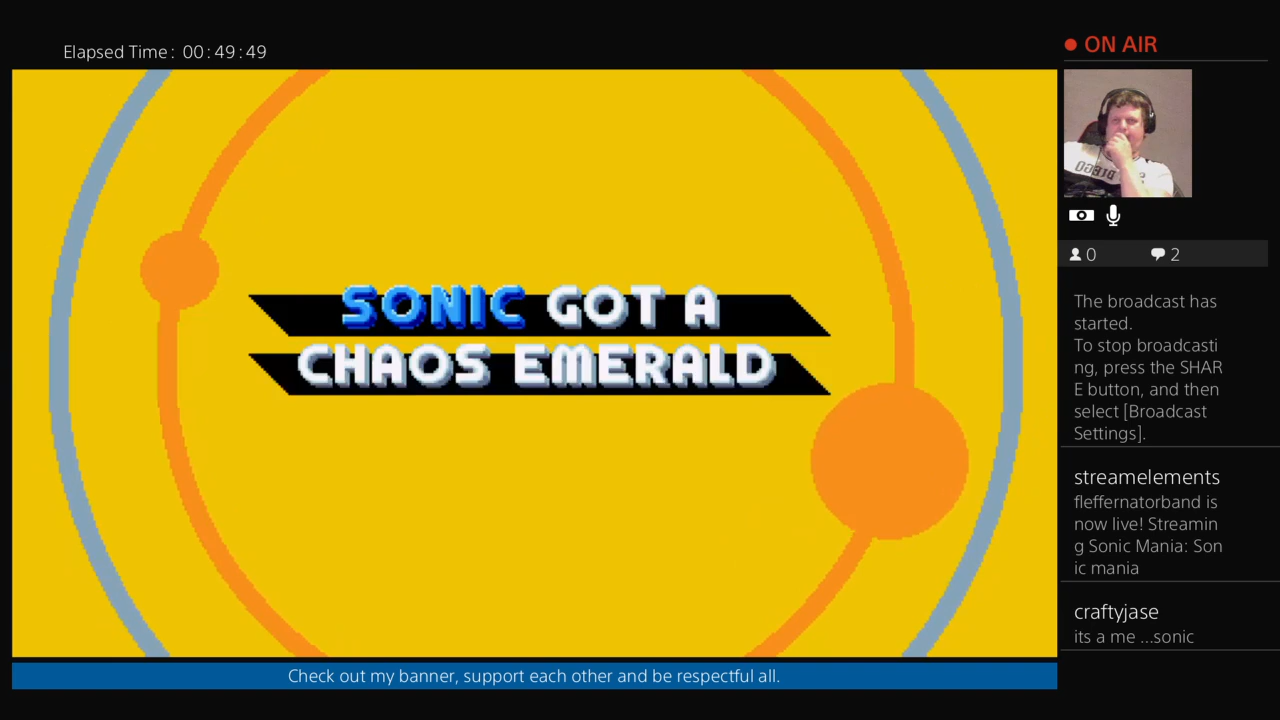 Elapsed Time: 00:49:49
ON AIR
SONIC GOT A
CHAOS EMERALD
0 2
The broadcast has
started.
To stop broadcasti
ng, press the SHAR
E button, and then
select [Broadcast
Settings].
streamelements
fleffernatorband is
now live! Streamin
g Sonic Mania: Son
ic mania
craftyjase
its a me ...sonic
Check out my banner, support each other and be respectful all.